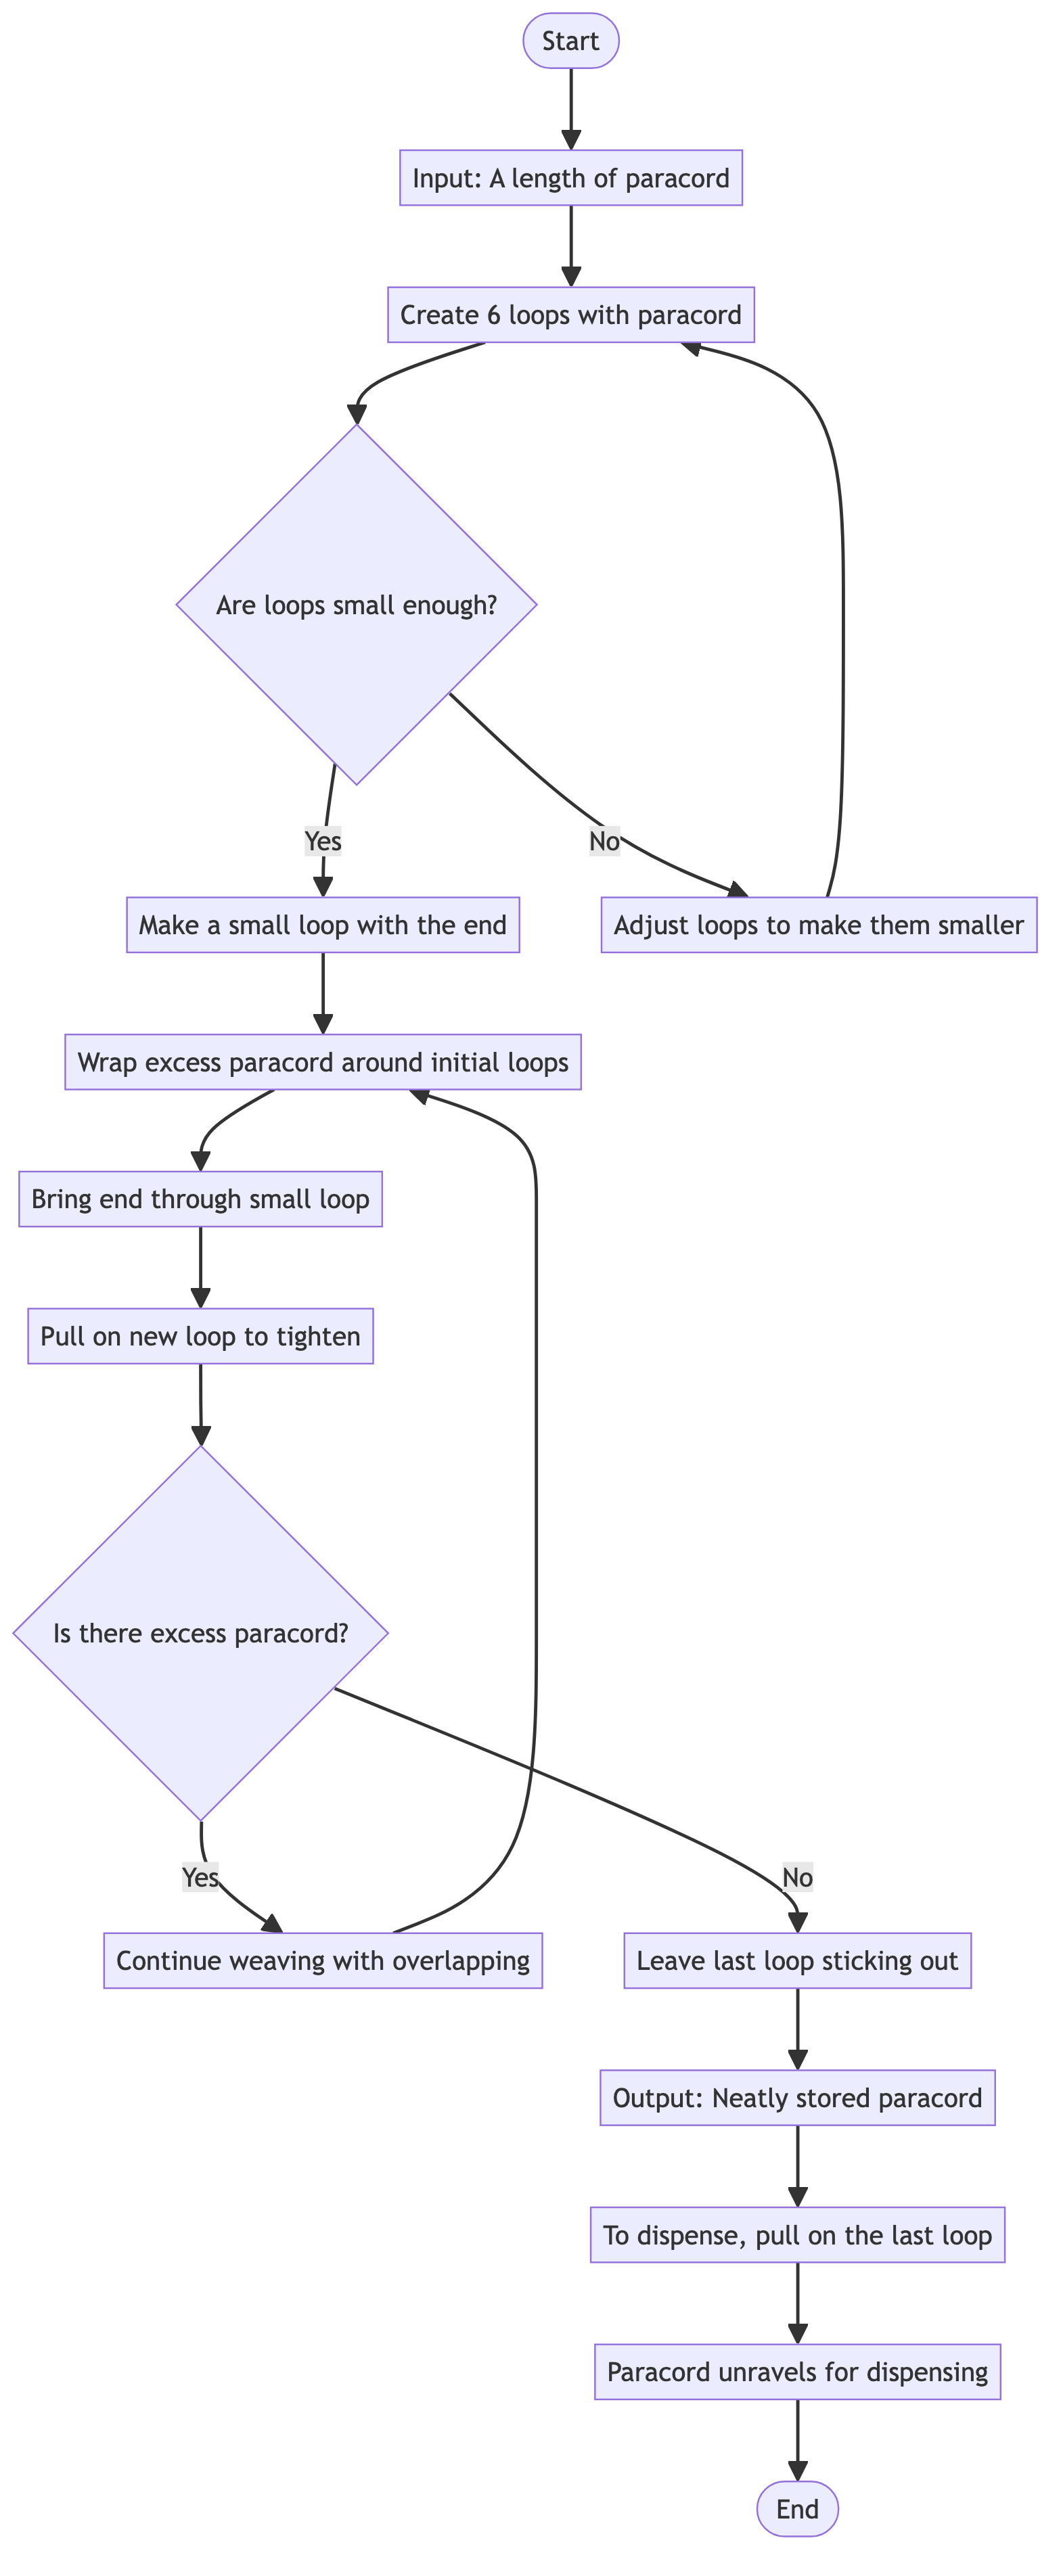 Start
Input: A length of paracord
Create 6 loops with paracord
Are loops small enough?
Yes
No
Make a small loop with the end
Adjust loops to make them smaller
Wrap excess paracord around initial loops
Bring end through small loop
Pull on new loop to tighten
Is there excess paracord?
Yes
No
Continue weaving with overlapping
Leave last loop sticking out
Output: Neatly stored paracord
To dispense, pull on the last loop
Paracord unravels for dispensing
End